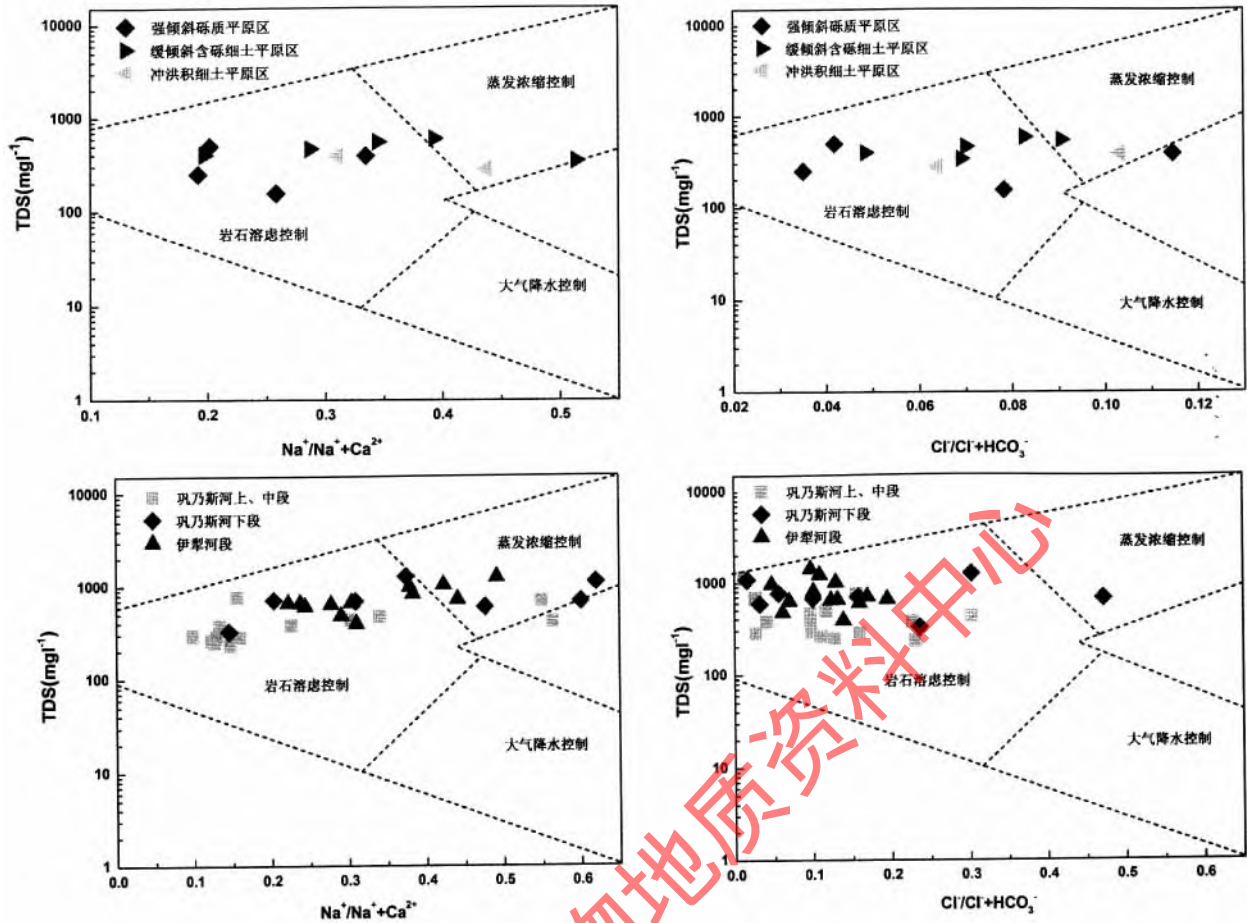 10000
1000
100
10
1
TDS(mgl⁻¹)
强倾斜砾质平原区
缓倾斜含砾细土平原区
冲洪积细土平原区
蒸发浓缩控制
岩石溶虑控制
大气降水控制
0.1 0.2 0.3 0.4 0.5
Na⁺/Na⁺+Ca²⁺
10000
1000
100
10
1
TDS(mgl⁻¹)
强倾斜砾质平原区
缓倾斜含砾细土平原区
冲洪积细土平原区
蒸发浓缩控制
岩石溶虑控制
大气降水控制
0.02 0.04 0.06 0.08 0.10 0.12
Cl⁻/Cl⁻+HCO₃⁻
10000
1000
100
10
1
TDS(mgl⁻¹)
巩乃斯河上、中段
巩乃斯河下段
伊犁河段
蒸发浓缩控制
岩石溶虑控制
大气降水控制
0.0 0.1 0.2 0.3 0.4 0.5 0.6
Na⁺/Na⁺+Ca²⁺
10000
1000
100
10
1
TDS(mgl⁻¹)
巩乃斯河上、中段
巩乃斯河下段
伊犁河段
蒸发浓缩控制
岩石溶虑控制
大气降水控制
0.0 0.1 0.2 0.3 0.4 0.5 0.6
Cl⁻/Cl⁻+HCO₃⁻
地质资料中心